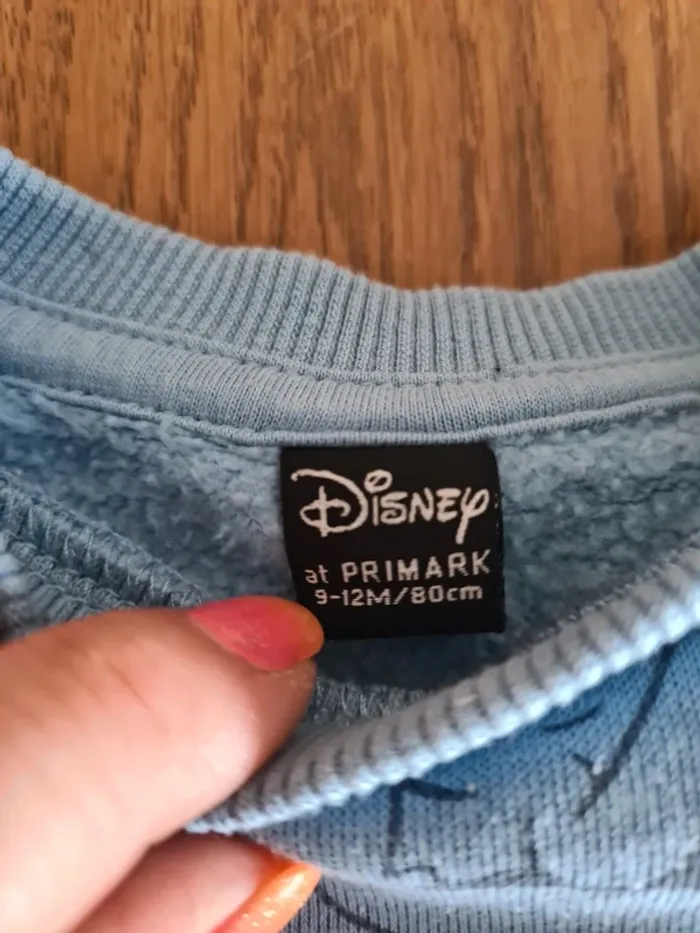 Disney
at PRIMARK
9-12M/80cm